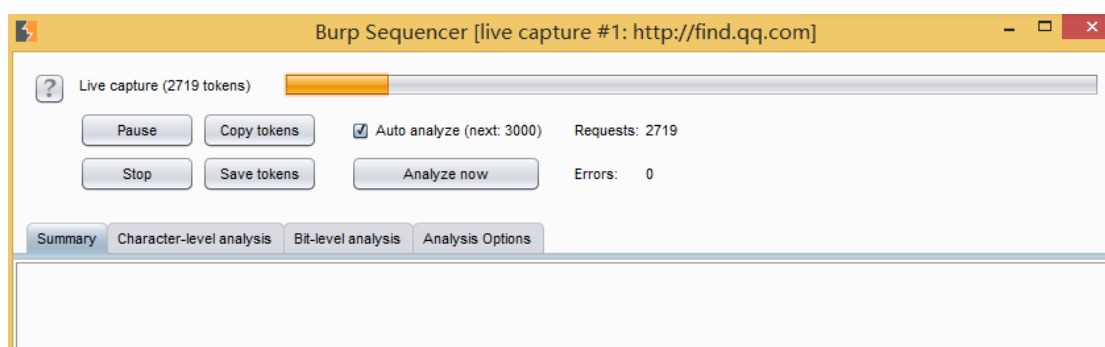 Burp Sequencer [live capture #1: http://find.qq.com]
? Live capture (2719 tokens)
Pause Copy tokens Auto analyze (next: 3000) Requests: 2719
Stop Save tokens Analyze now Errors: 0
Summary Character-level analysis Bit-level analysis Analysis Options